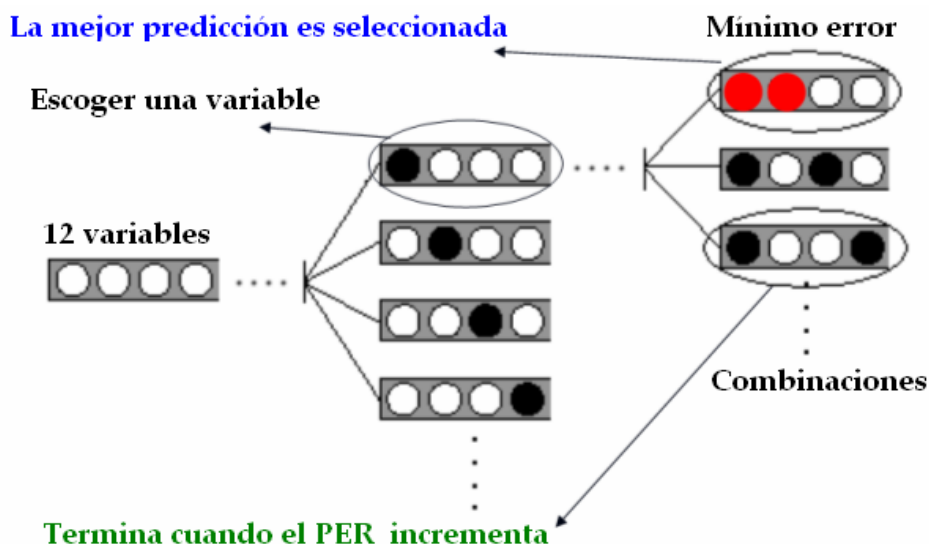 La mejor predicción es seleccionada
Mínimo error
Escoger una variable
12 variables
Combinaciones
Termina cuando el PER incrementa